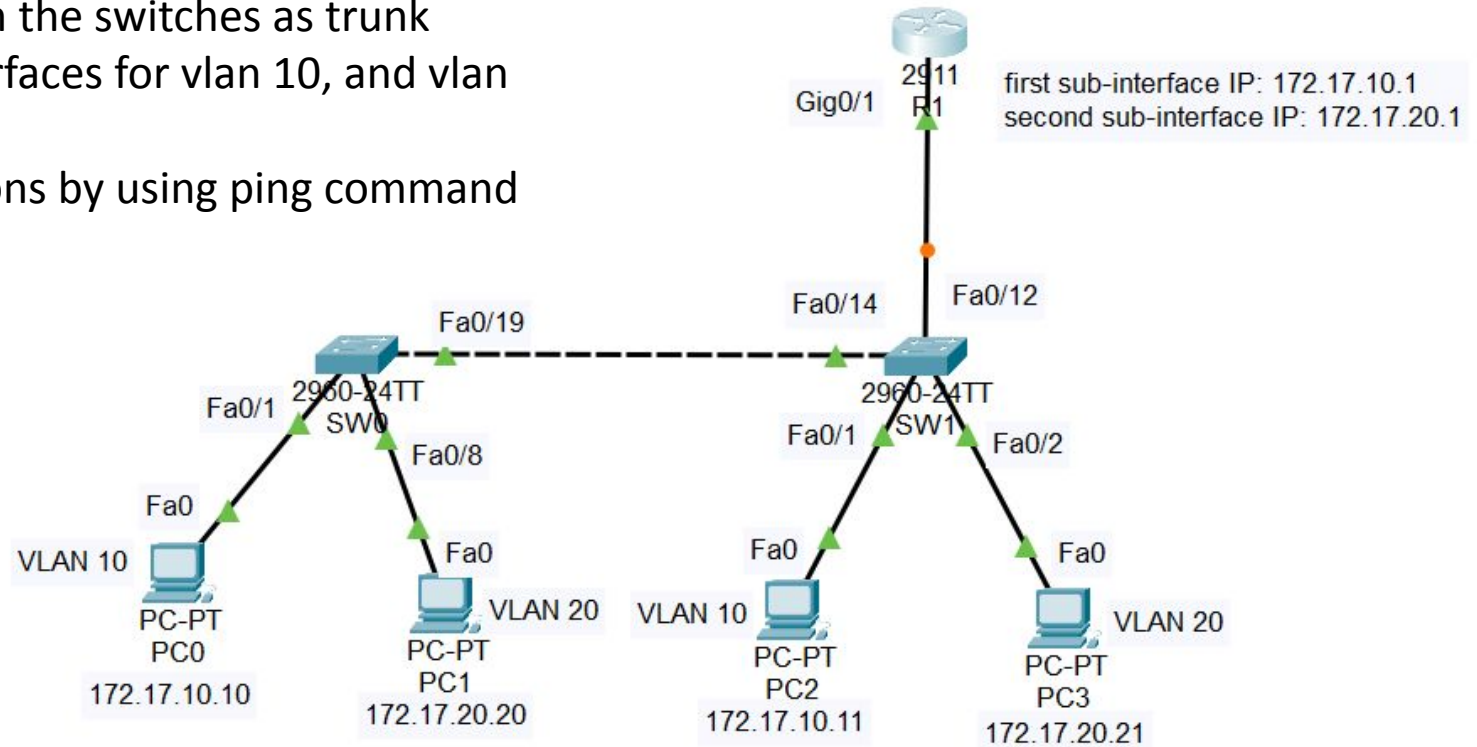 n the switches as trunk
rfaces for vlan 10, and vlan
ons by using ping command
2911
R1
Gig0/1
first sub-interface IP: 172.17.10.1
second sub-interface IP: 172.17.20.1
Fa0/19
Fa0/14
Fa0/12
2960-24TT
SW0
2960-24TT
SW1
Fa0/1
Fa0/8
Fa0/1
Fa0/2
Fa0
Fa0
Fa0
Fa0
VLAN 10
PC-PT
PC0
172.17.10.10
VLAN 20
PC-PT
PC1
172.17.20.20
VLAN 10
PC-PT
PC2
172.17.10.11
VLAN 20
PC-PT
PC3
172.17.20.21